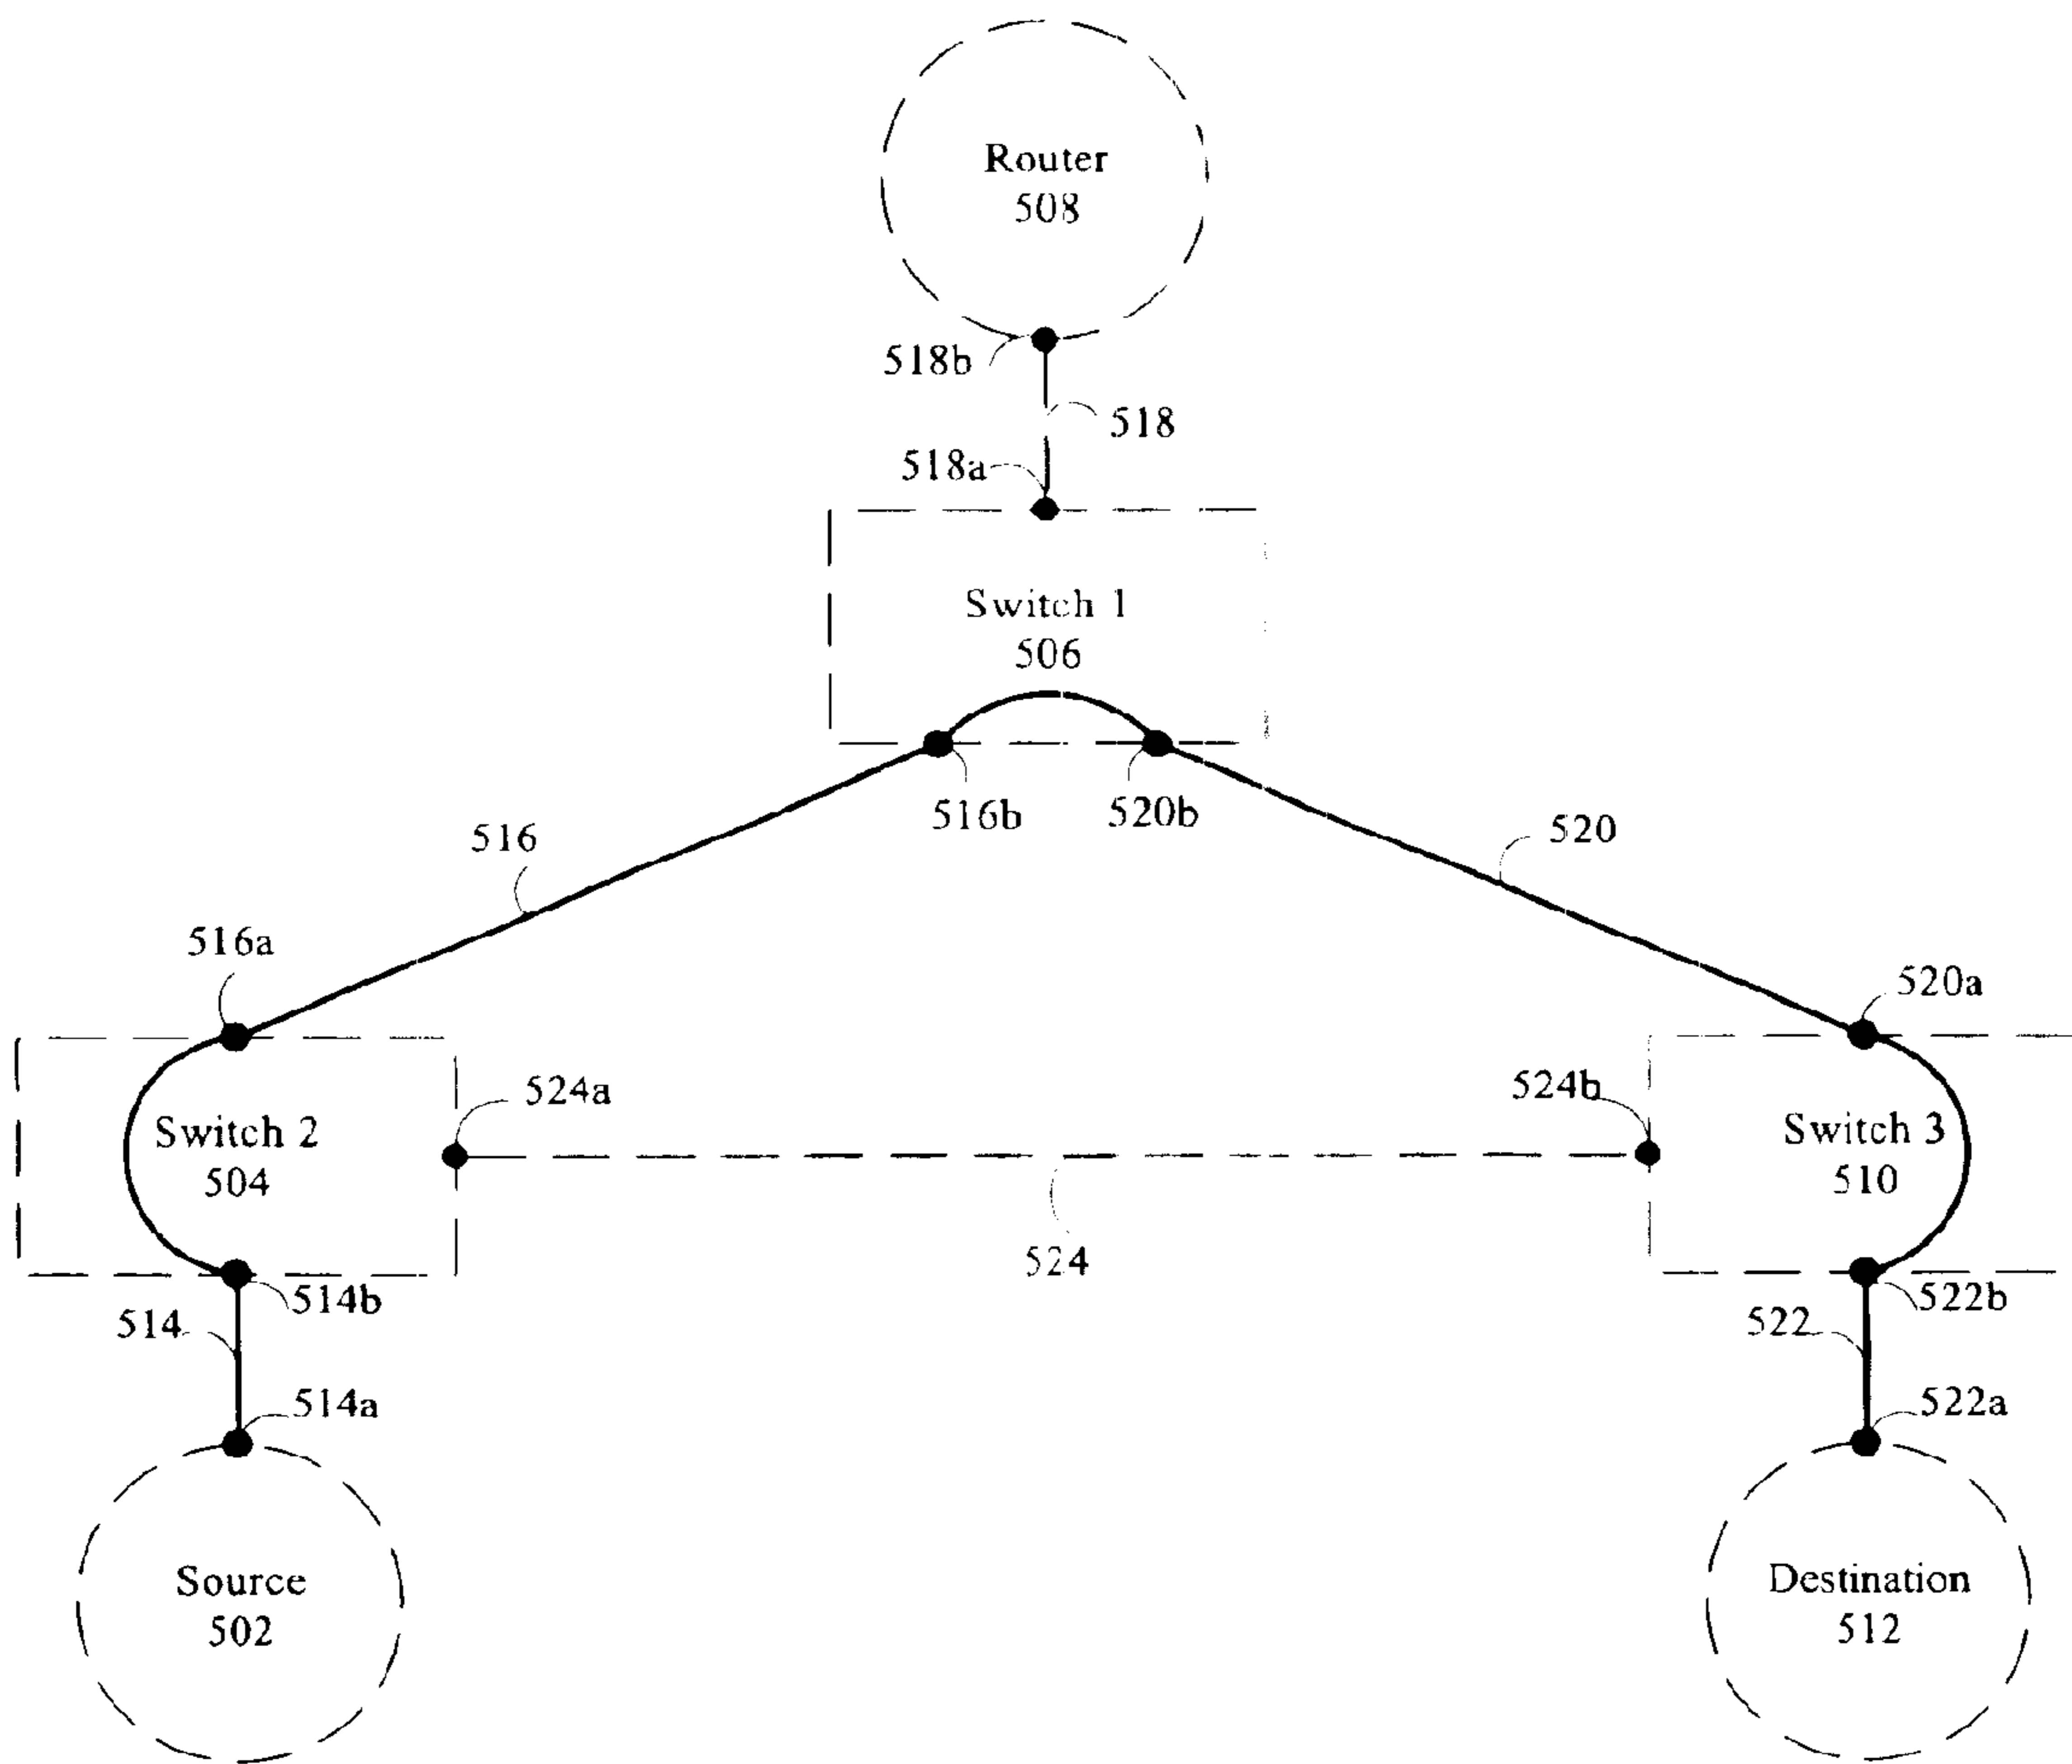 Router
508
518b
518
518a
Switch 1
506
516b
520b
516
520
516a
520a
524a
524b
Switch 2
504
Switch 3
510
524
514b
522b
514
522
514a
522a
Source
502
Destination
512